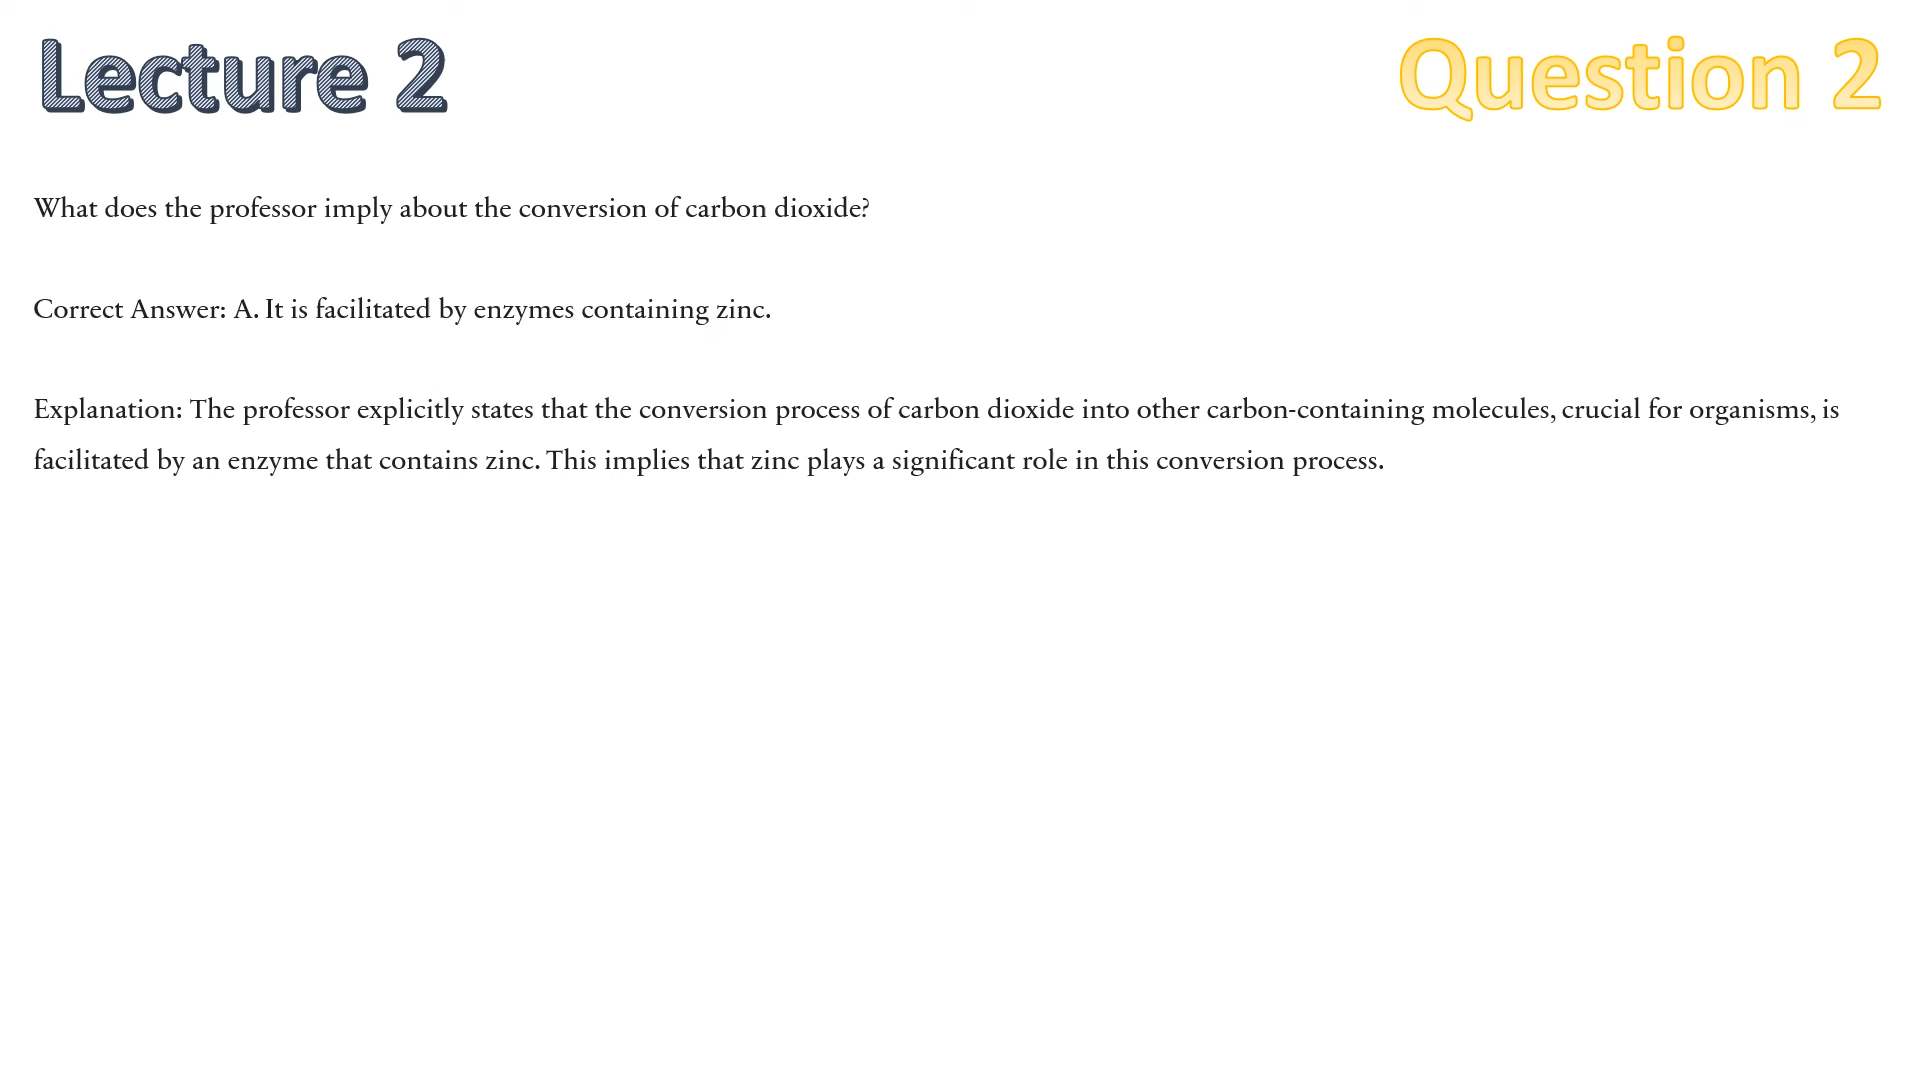 Lecture 2
Question 2
What does the professor imply about the conversion of carbon dioxide?
Correct Answer: A. It is facilitated by enzymes containing zinc.
Explanation: The professor explicitly states that the conversion process of carbon dioxide into other carbon-containing molecules, crucial for organisms, is
facilitated by an enzyme that contains zinc. This implies that zinc plays a significant role in this conversion process.